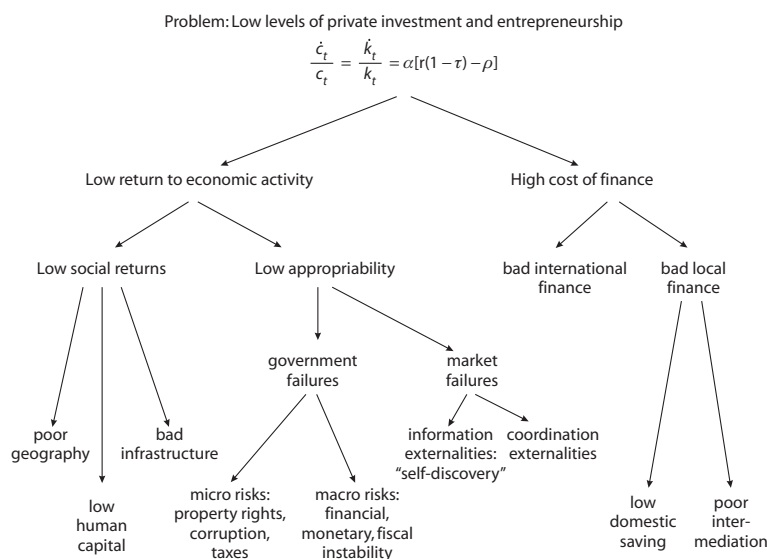 Problem: Low levels of private investment and entrepreneurship
ċₜ/cₜ = k̇ₜ/kₜ = α[r(1 − τ) − ρ]
Low return to economic activity
High cost of finance
Low social returns
Low appropriability
bad international
finance
bad local
finance
government
failures
market
failures
poor
geography
bad
infrastructure
information
externalities:
“self-discovery”
coordination
externalities
low
human
capital
micro risks:
property rights,
corruption,
taxes
macro risks:
financial,
monetary, fiscal
instability
low
domestic
saving
poor
inter-
mediation